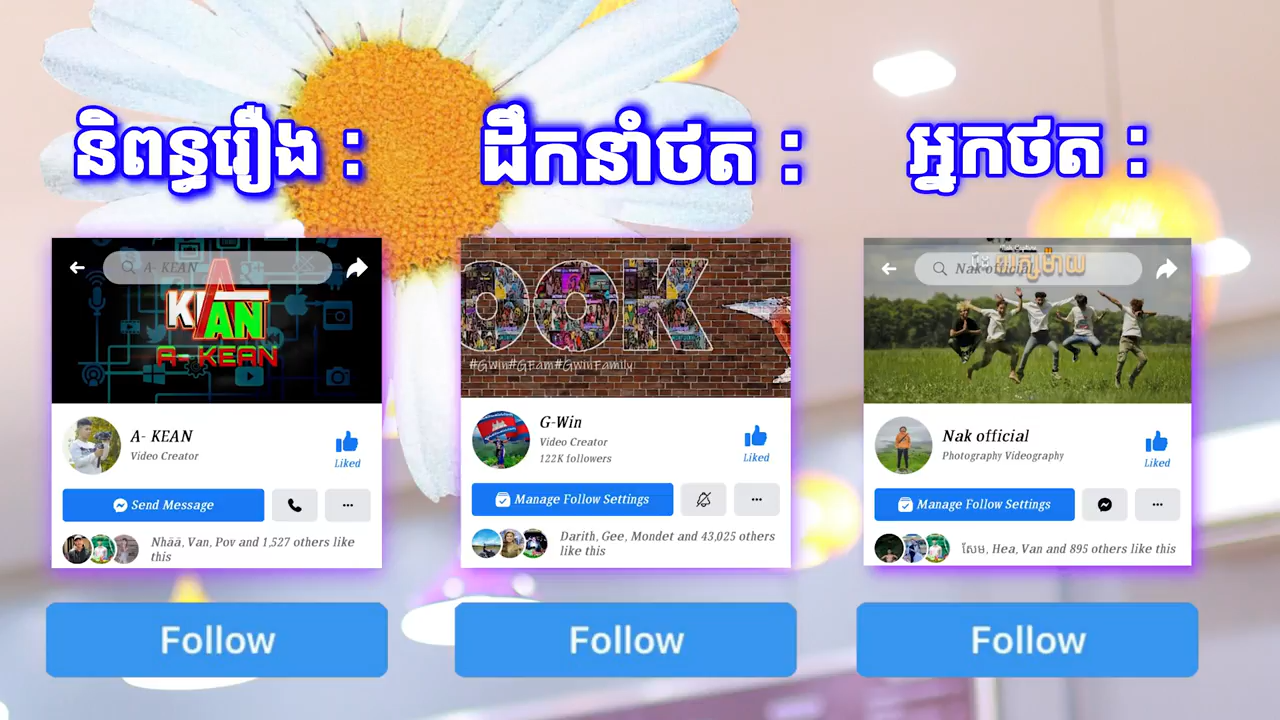 និពន្ធរឿង :
A- KEAN
KEAN
A- KEAN
A- KEAN
Video Creator
Liked
Send Message
Nhää, Van, Pov and 1,527 others like
this
Follow
ដឹកនាំថត :
OOK
#Gwin#GFam#GwinFamily
G-Win
Video Creator
122K followers
Liked
Manage Follow Settings
Darith, Gee, Mondet and 43,025 others
like this
Follow
អ្នកថត :
Nak official
Nak official
Photography Videography
Liked
Manage Follow Settings
សែម, Hea, Van and 895 others like this
Follow